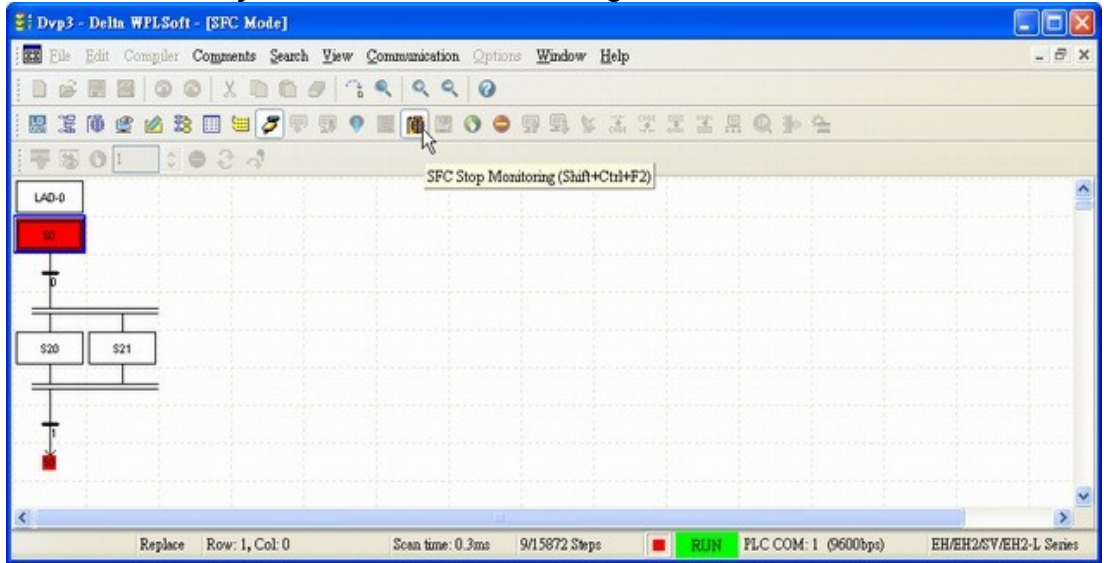 Dvp3 - Delta WPLSoft - [SFC Mode]
File Edit Compiler Comments Search View Communication Options Window Help
1
SFC Stop Monitoring (Shift+Ctrl+F2)
LAD-0
S0
0
S20 S21
1
Replace Row: 1, Col: 0 Scan time: 0.3ms 9/15872 Steps RUN PLC COM: 1 (9600bps) EH/EH2/SV/EH2-L Series